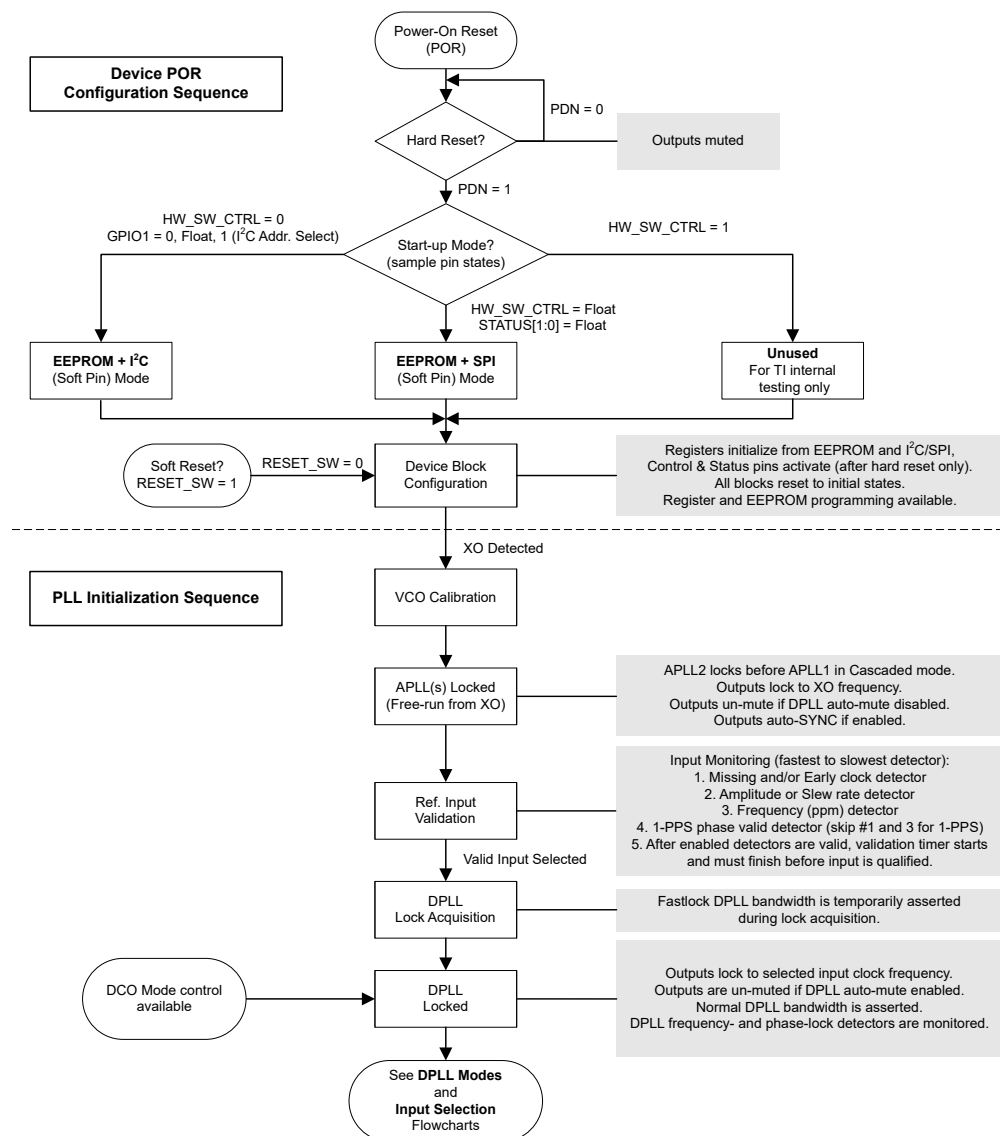 Power-On Reset
(POR)
Device POR
Configuration Sequence
PDN = 0
Hard Reset?
Outputs muted
PDN = 1
HW_SW_CTRL = 0
GPIO1 = 0, Float, 1 (I²C Addr. Select)
HW_SW_CTRL = 1
Start-up Mode?
(sample pin states)
HW_SW_CTRL = Float
STATUS[1:0] = Float
EEPROM + I²C
(Soft Pin) Mode
EEPROM + SPI
(Soft Pin) Mode
Unused
For TI internal
testing only
Soft Reset?
RESET_SW = 1
RESET_SW = 0
Device Block
Configuration
Registers initialize from EEPROM and I²C/SPI,
Control & Status pins activate (after hard reset only).
All blocks reset to initial states.
Register and EEPROM programming available.
XO Detected
PLL Initialization Sequence
VCO Calibration
APLL(s) Locked
(Free-run from XO)
APLL2 locks before APLL1 in Cascaded mode.
Outputs lock to XO frequency.
Outputs un-mute if DPLL auto-mute disabled.
Outputs auto-SYNC if enabled.
Ref. Input
Validation
Input Monitoring (fastest to slowest detector):
1. Missing and/or Early clock detector
2. Amplitude or Slew rate detector
3. Frequency (ppm) detector
4. 1-PPS phase valid detector (skip #1 and 3 for 1-PPS)
5. After enabled detectors are valid, validation timer starts
and must finish before input is qualified.
Valid Input Selected
DPLL
Lock Acquisition
Fastlock DPLL bandwidth is temporarily asserted
during lock acquisition.
DCO Mode control
available
DPLL
Locked
Outputs lock to selected input clock frequency.
Outputs are un-muted if DPLL auto-mute enabled.
Normal DPLL bandwidth is asserted.
DPLL frequency- and phase-lock detectors are monitored.
See DPLL Modes
and
Input Selection
Flowcharts